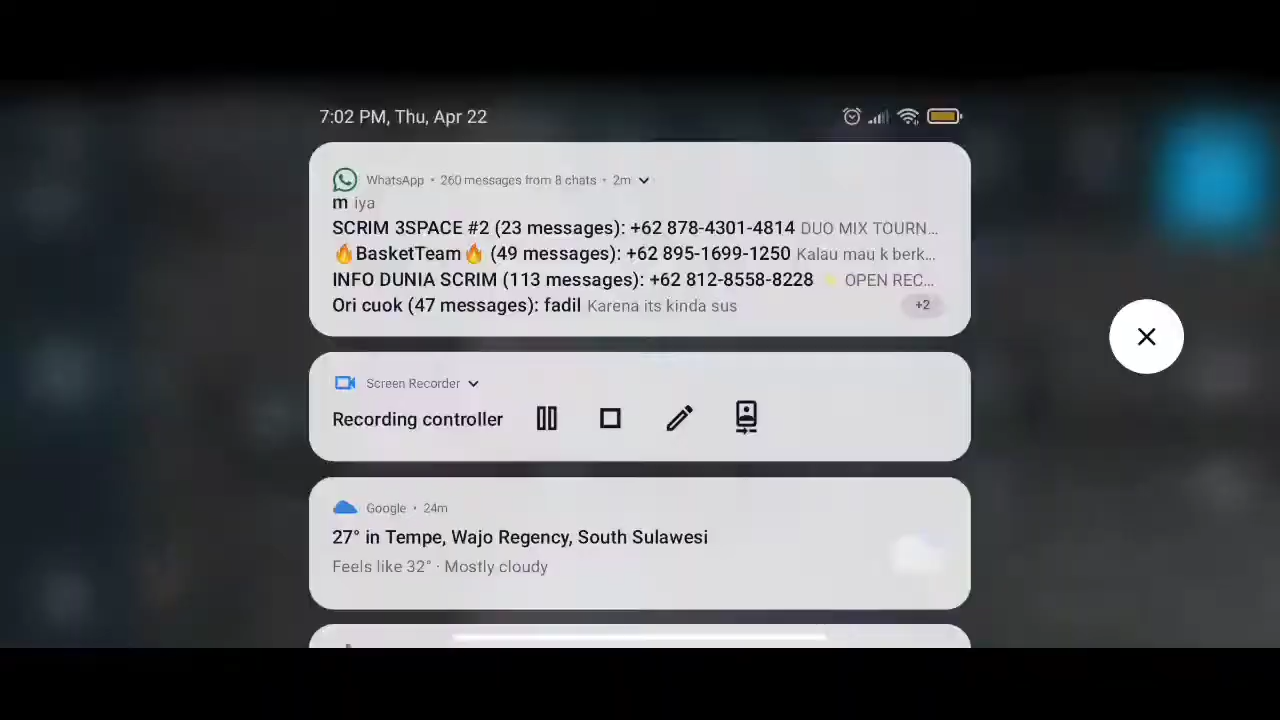 7:02 PM, Thu, Apr 22
WhatsApp • 260 messages from 8 chats • 2m
m iya
SCRIM 3SPACE #2 (23 messages): +62 878-4301-4814 DUO MIX TOURN...
🔥BasketTeam🔥 (49 messages): +62 895-1699-1250 Kalau mau k berk...
INFO DUNIA SCRIM (113 messages): +62 812-8558-8228 OPEN REC...
Ori cuok (47 messages): fadil Karena its kinda sus
+2
Screen Recorder
Recording controller
Google • 24m
27° in Tempe, Wajo Regency, South Sulawesi
Feels like 32° · Mostly cloudy